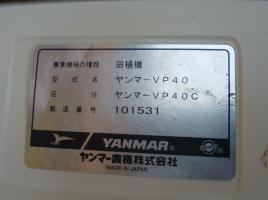 農業機械の種類 田植機
型式名 ヤンマーVP40
区分 ヤンマーVP40C
製造番号 101531
YANMAR®
ヤンマー農機株式会社
MADE IN JAPAN